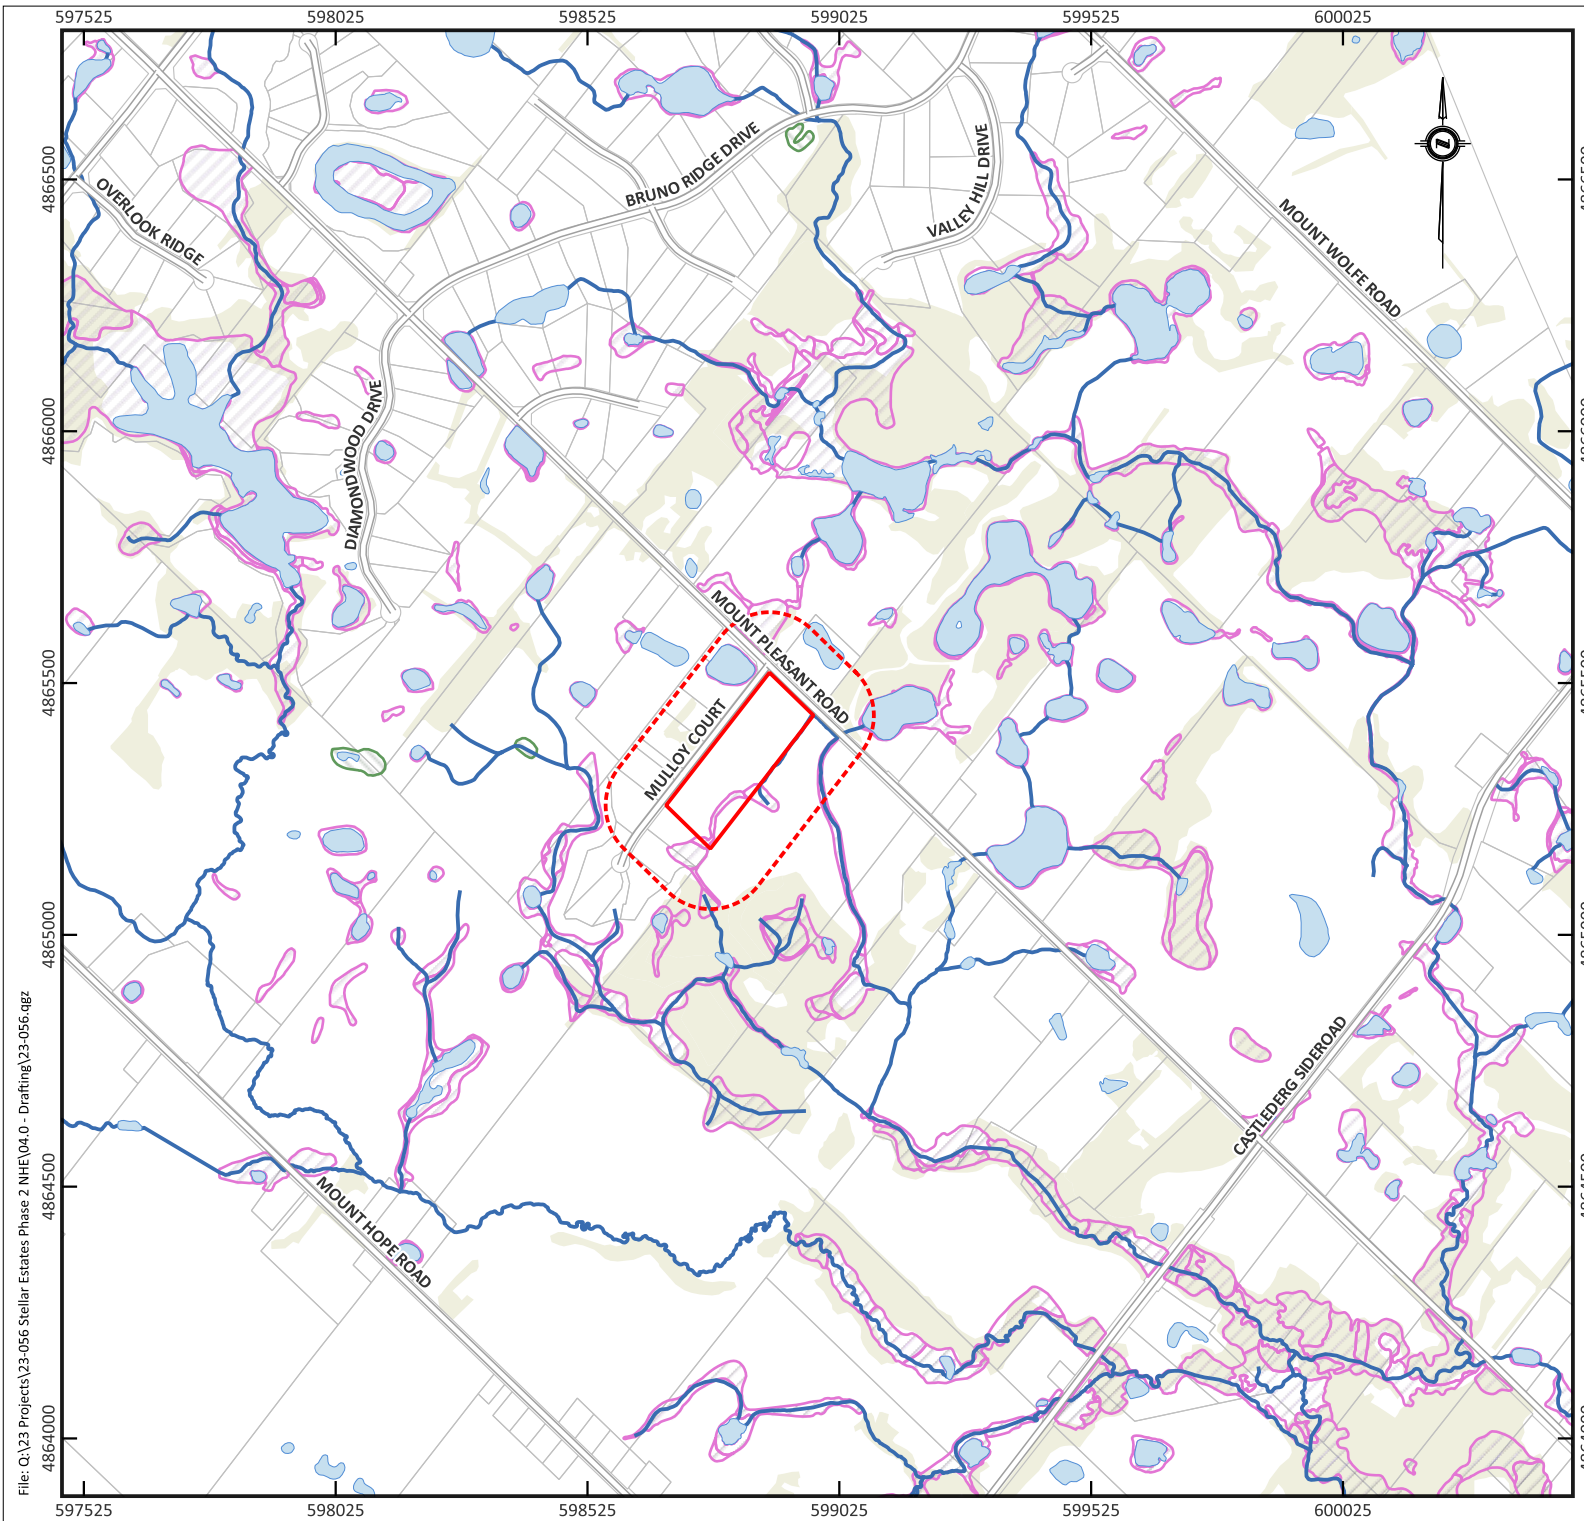 597525
598025
598525
599025
599525
600025
4866500
4866000
4865500
4865000
4864500
4864000
OVERLOOK RIDGE
BRUNO RIDGE DRIVE
VALLEY HILL DRIVE
MOUNT WOLFE ROAD
DIAMONDWOOD DRIVE
MOUNT PLEASANT ROAD
MULLOY COURT
CASTLEDERG SIDEROAD
MOUNT HOPE ROAD
N
File: Q:\23 Projects\23-056 Stellar Estates Phase 2 NHE\04.0 - Drafting\23-056.qgz
597525
598025
598525
599025
599525
600025